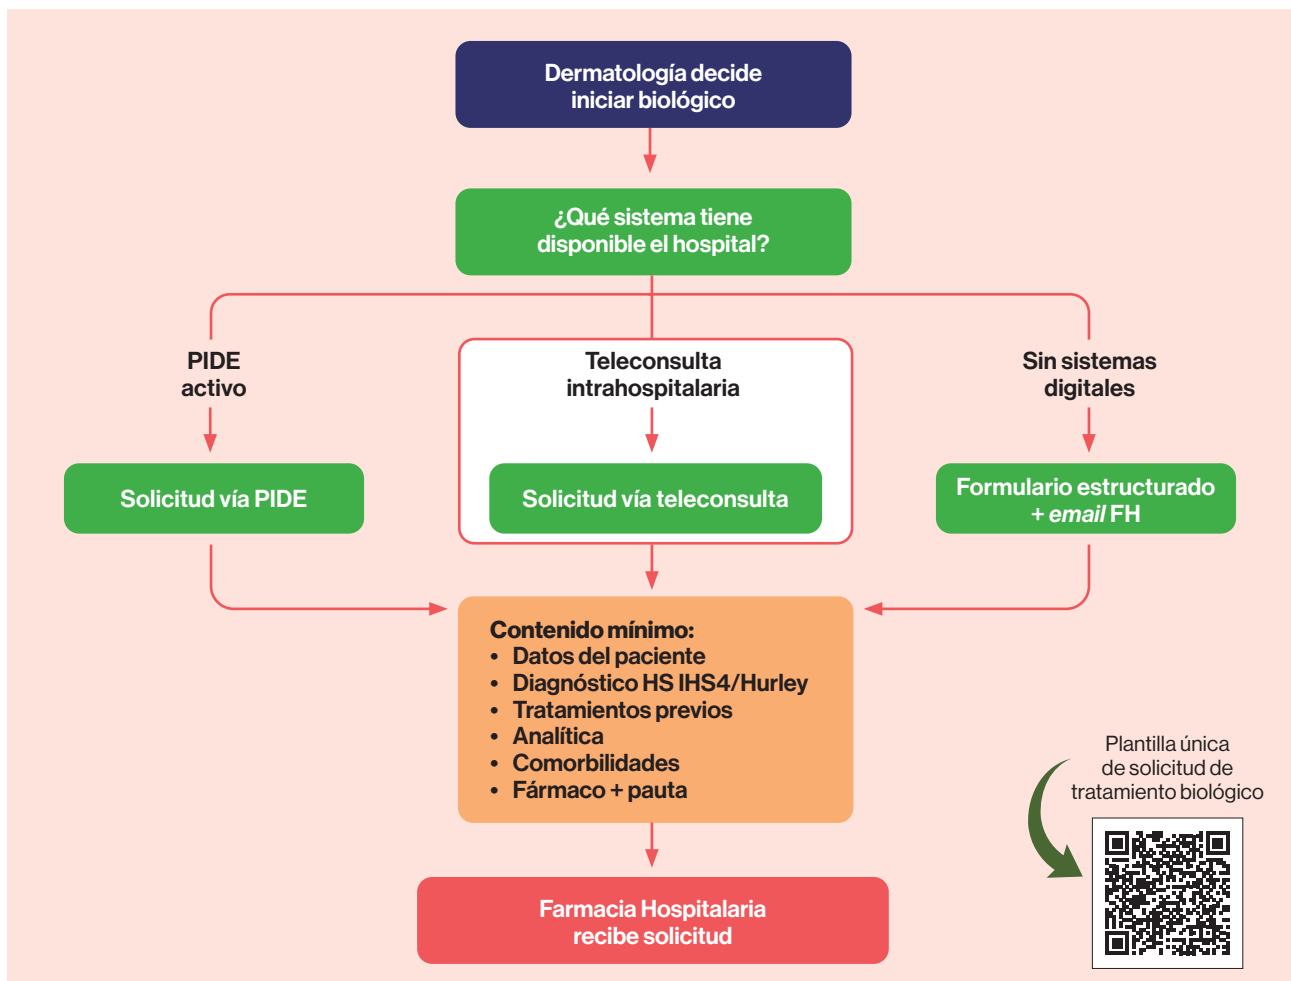 Dermatología decide
iniciar biológico
¿Qué sistema tiene
disponible el hospital?
PIDE
activo
Teleconsulta
intrahospitalaria
Sin sistemas
digitales
Solicitud vía PIDE
Solicitud vía teleconsulta
Formulario estructurado
+ email FH
Contenido mínimo:
• Datos del paciente
• Diagnóstico HS IHS4/Hurley
• Tratamientos previos
• Analítica
• Comorbilidades
• Fármaco + pauta
Plantilla única
de solicitud de
tratamiento biológico
Farmacia Hospitalaria
recibe solicitud